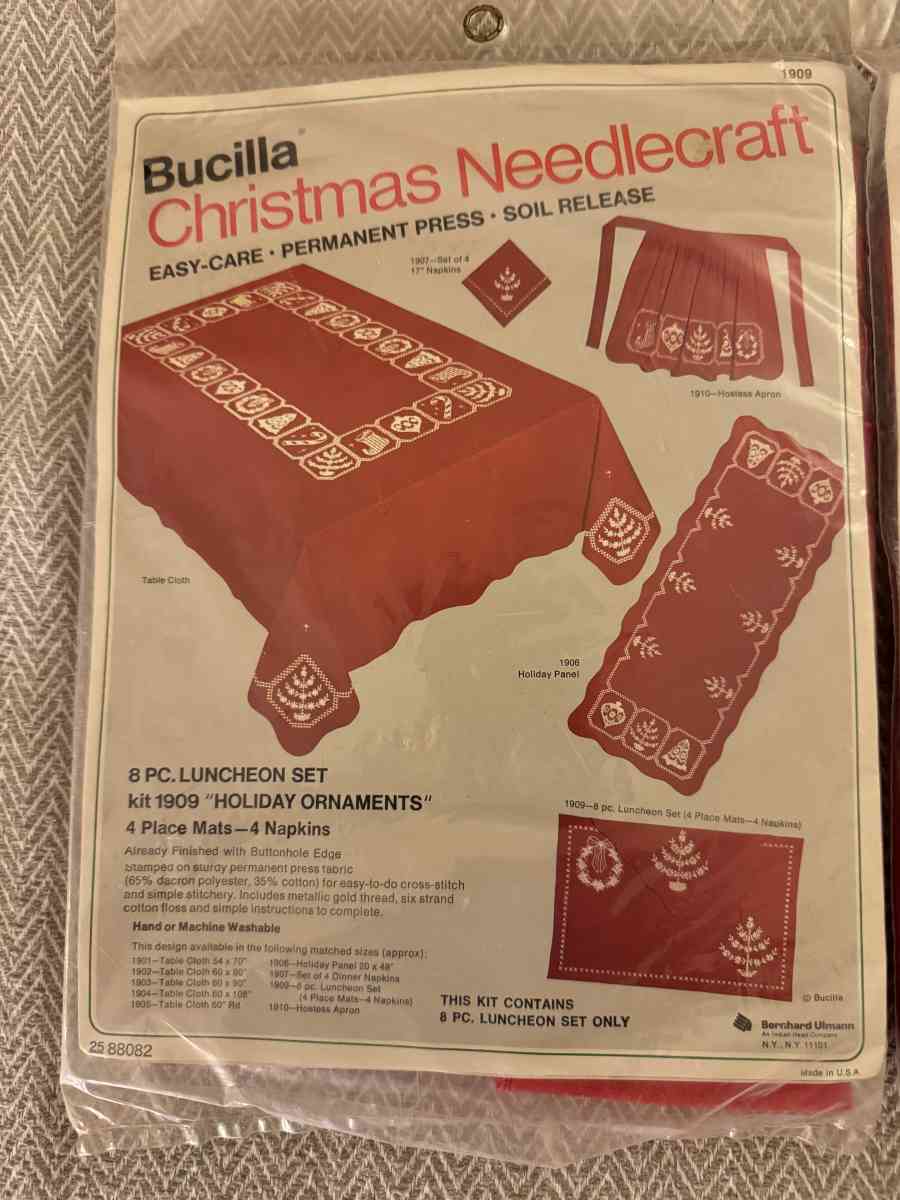 1909
Bucilla®
Christmas Needlecraft
EASY-CARE • PERMANENT PRESS • SOIL RELEASE
1907—Set of 4
17" Napkins
1910—Hostess Apron
Table Cloth
1906
Holiday Panel
8 PC. LUNCHEON SET
kit 1909 "HOLIDAY ORNAMENTS"
4 Place Mats—4 Napkins
Already Finished with Buttonhole Edge
Stamped on sturdy permanent press fabric
(65% dacron polyester, 35% cotton) for easy-to-do cross-stitch
and simple stitchery. Includes metallic gold thread, six strand
cotton floss and simple instructions to complete.
Hand or Machine Washable
This design available in the following matched sizes (approx):
1901—Table Cloth 54 x 70"
1902—Table Cloth 60 x 80"
1903—Table Cloth 60 x 90"
1904—Table Cloth 60 x 108"
1905—Table Cloth 60" Rd
1906—Holiday Panel 20 x 48"
1907—Set of 4 Dinner Napkins
1909—8 pc. Luncheon Set
(4 Place Mats—4 Napkins)
1910—Hostess Apron
1909—8 pc. Luncheon Set (4 Place Mats—4 Napkins)
© Bucilla
THIS KIT CONTAINS
8 PC. LUNCHEON SET ONLY
Bernhard Ulmann
An Indian Head Company
N.Y., N.Y. 11101
25 88082
Made in U.S.A.